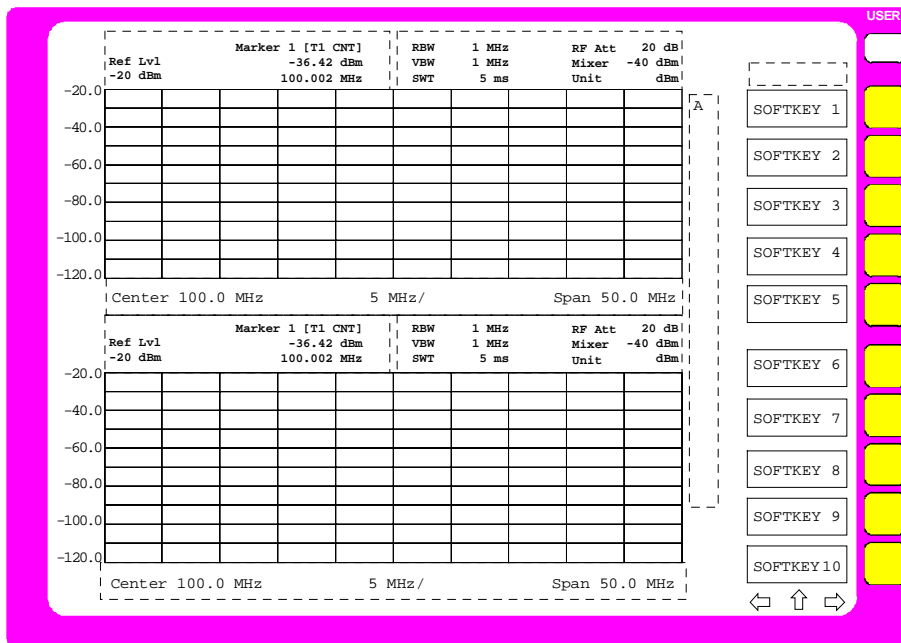 USER
Marker 1 [T1 CNT] RBW 1 MHz RF Att 20 dB
Ref Lvl -36.42 dBm VBW 1 MHz Mixer -40 dBm
-20 dBm 100.002 MHz SWT 5 ms Unit dBm
-20.0
A
-40.0
-60.0
-80.0
-100.0
-120.0
Center 100.0 MHz 5 MHz/ Span 50.0 MHz
Marker 1 [T1 CNT] RBW 1 MHz RF Att 20 dB
Ref Lvl -36.42 dBm VBW 1 MHz Mixer -40 dBm
-20 dBm 100.002 MHz SWT 5 ms Unit dBm
-20.0
-40.0
-60.0
-80.0
-100.0
-120.0
Center 100.0 MHz 5 MHz/ Span 50.0 MHz
SOFTKEY 1
SOFTKEY 2
SOFTKEY 3
SOFTKEY 4
SOFTKEY 5
SOFTKEY 6
SOFTKEY 7
SOFTKEY 8
SOFTKEY 9
SOFTKEY 10